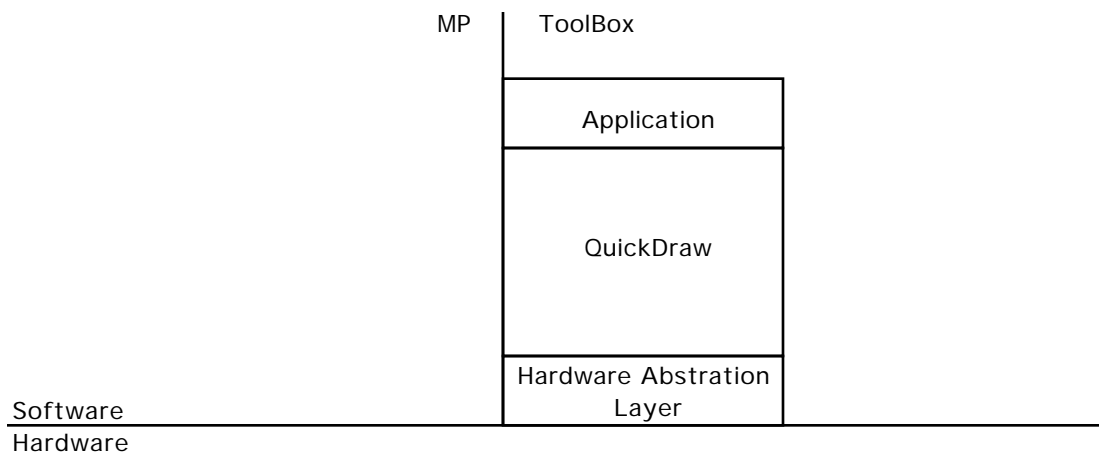 MP ToolBox
Application
QuickDraw
Hardware Abstration
Layer
Software
Hardware